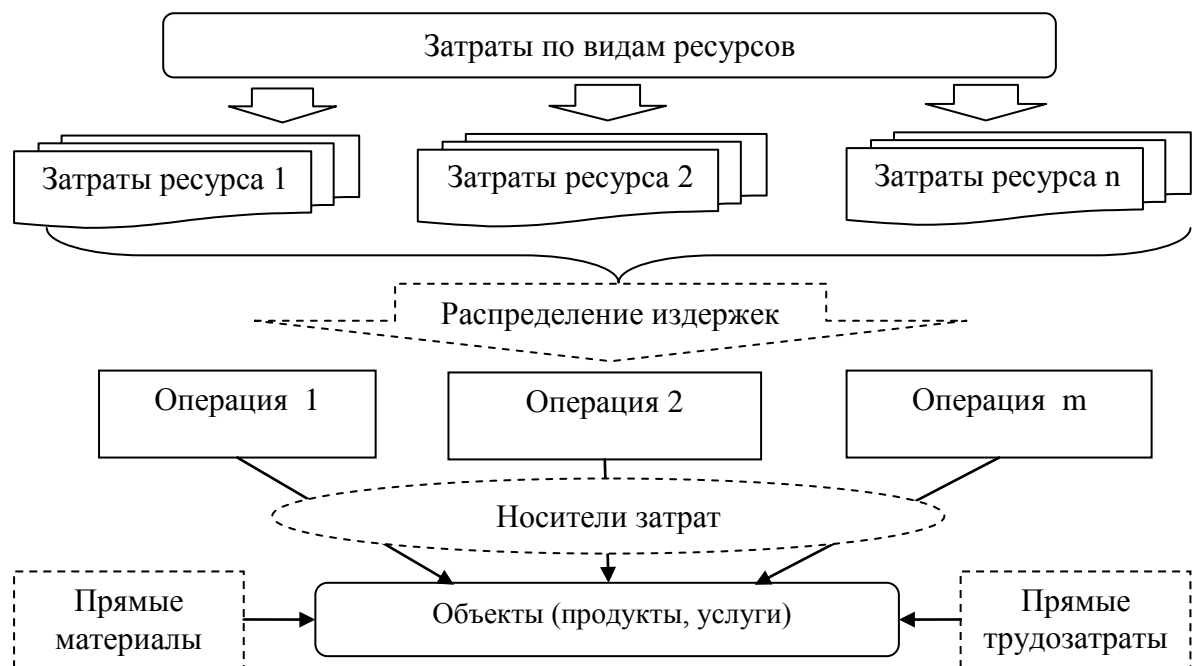 Затраты по видам ресурсов
Затраты ресурса 1
Затраты ресурса 2
Затраты ресурса n
Распределение издержек
Операция 1
Операция 2
Операция m
Носители затрат
Прямые
материалы
Объекты (продукты, услуги)
Прямые
трудозатраты